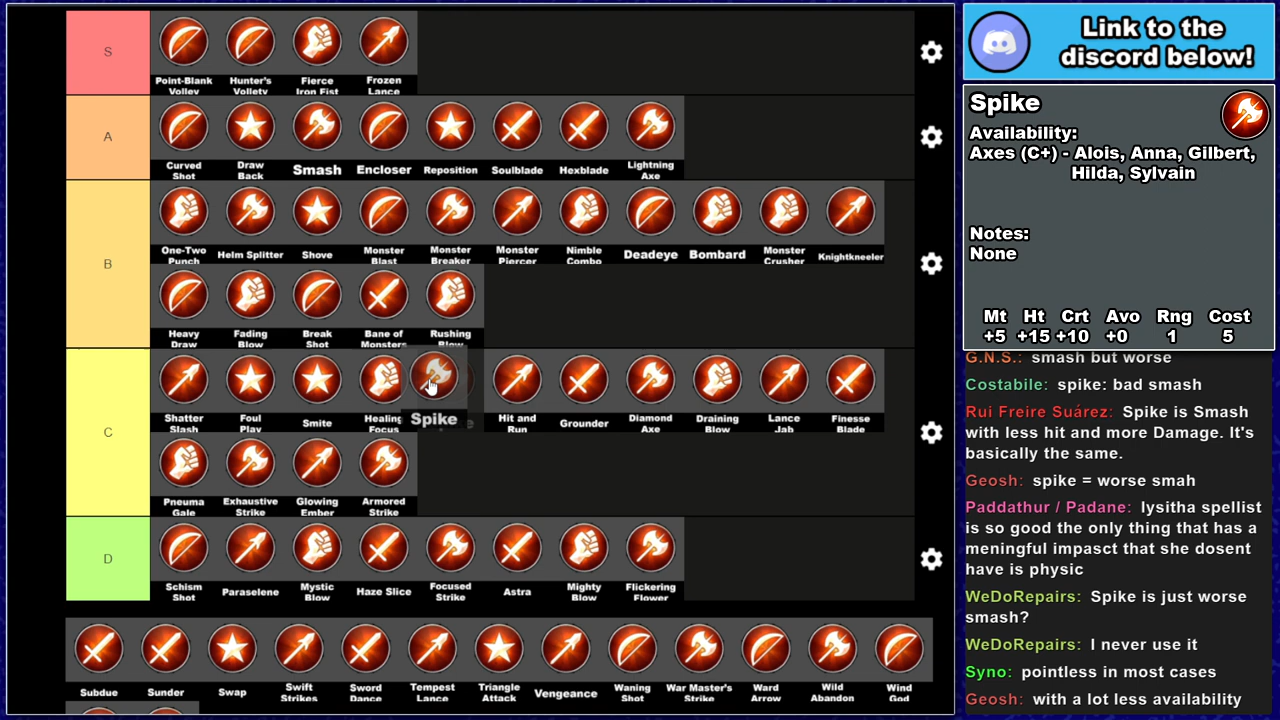 S
Point-Blank Volley
Hunter's Vollety
Fierce Iron Fist
Frozen Lance
A
Curved Shot
Draw Back
Smash
Encloser
Reposition
Soulblade
Hexblade
Lightning Axe
B
One-Two Punch
Helm Splitter
Shove
Monster Blast
Monster Breaker
Monster Piercer
Nimble Combo
Deadeye
Bombard
Monster Crusher
Knightkneeler
Heavy Draw
Fading Blow
Break Shot
Bane of Monsters
Rushing Blow
C
Shatter Slash
Foul Play
Smite
Healing Focus
Spike
Hit and Run
Grounder
Diamond Axe
Draining Blow
Lance Jab
Finesse Blade
Pneuma Gale
Exhaustive Strike
Glowing Ember
Armored Strike
D
Schism Shot
Paraselene
Mystic Blow
Haze Slice
Focused Strike
Astra
Mighty Blow
Flickering Flower
Subdue
Sunder
Swap
Swift Strikes
Sword Dance
Tempest Lance
Triangle Attack
Vengeance
Waning Shot
War Master's Strike
Ward Arrow
Wild Abandon
Wind God
Link to the
discord below!
Spike
Availability:
Axes (C+) - Alois, Anna, Gilbert,
Hilda, Sylvain
Notes:
None
Mt Ht Crt Avo Rng Cost
+5 +15 +10 +0 1 5
G.N.S.: smash but worse
Costabile: spike: bad smash
Rui Freire Suárez: Spike is Smash
with less hit and more Damage. It's
basically the same.
Geosh: spike = worse smah
Paddathur / Padane: lysitha spellist
is so good the only thing that has a
meningful impasct that she dosent
have is physic
WeDoRepairs: Spike is just worse
smash?
WeDoRepairs: I never use it
Syno: pointless in most cases
Geosh: with a lot less availability